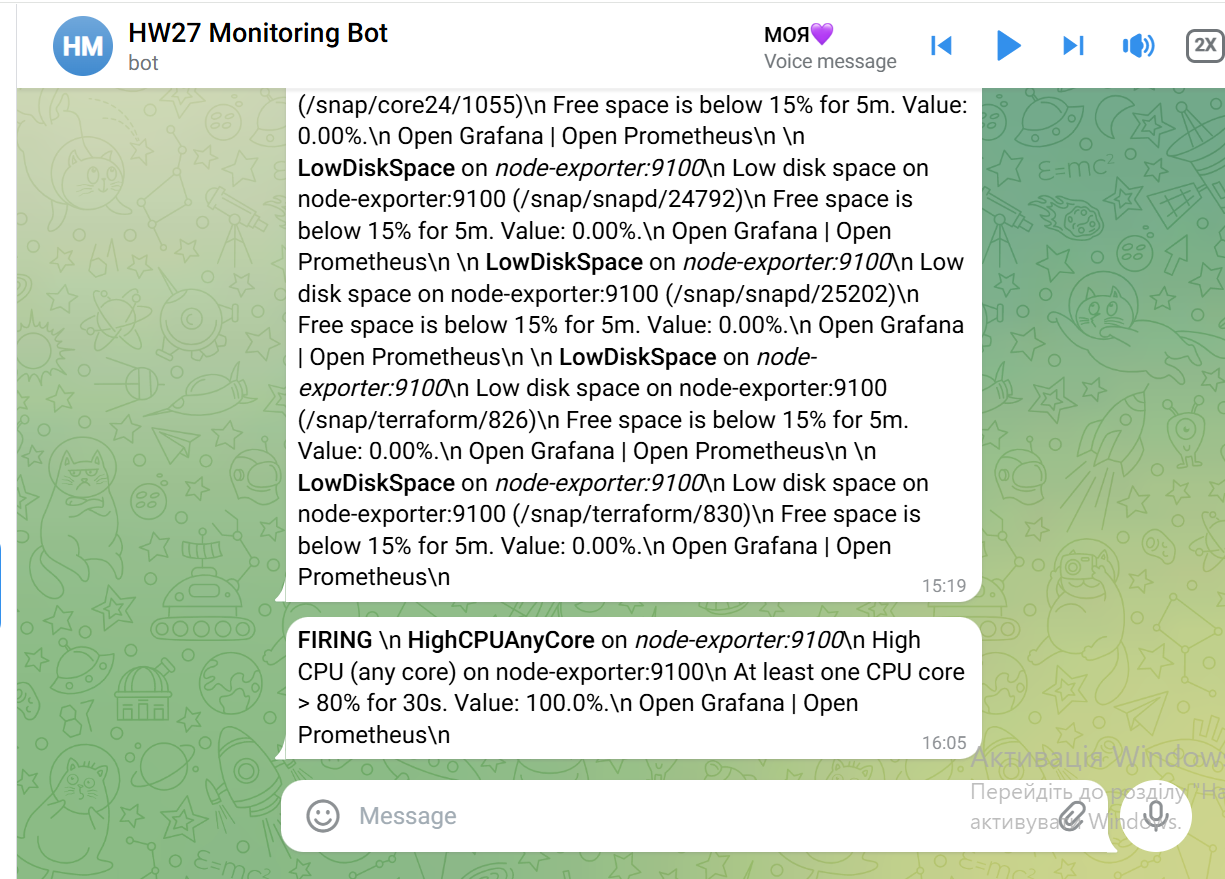 HM
HW27 Monitoring Bot
bot
МОЯ💜
Voice message
2X
(/snap/core24/1055)\n Free space is below 15% for 5m. Value:
0.00%.\n Open Grafana | Open Prometheus\n \n
LowDiskSpace on node-exporter:9100\n Low disk space on
node-exporter:9100 (/snap/snapd/24792)\n Free space is
below 15% for 5m. Value: 0.00%.\n Open Grafana | Open
Prometheus\n \n LowDiskSpace on node-exporter:9100\n Low
disk space on node-exporter:9100 (/snap/snapd/25202)\n
Free space is below 15% for 5m. Value: 0.00%.\n Open Grafana
| Open Prometheus\n \n LowDiskSpace on node-
exporter:9100\n Low disk space on node-exporter:9100
(/snap/terraform/826)\n Free space is below 15% for 5m.
Value: 0.00%.\n Open Grafana | Open Prometheus\n \n
LowDiskSpace on node-exporter:9100\n Low disk space on
node-exporter:9100 (/snap/terraform/830)\n Free space is
below 15% for 5m. Value: 0.00%.\n Open Grafana | Open
Prometheus\n
15:19
FIRING \n HighCPUAnyCore on node-exporter:9100\n High
CPU (any core) on node-exporter:9100\n At least one CPU core
> 80% for 30s. Value: 100.0%.\n Open Grafana | Open
Prometheus\n
16:05
Message
Активація Windows
Перейдіть до розділу "На
активувати Windows.